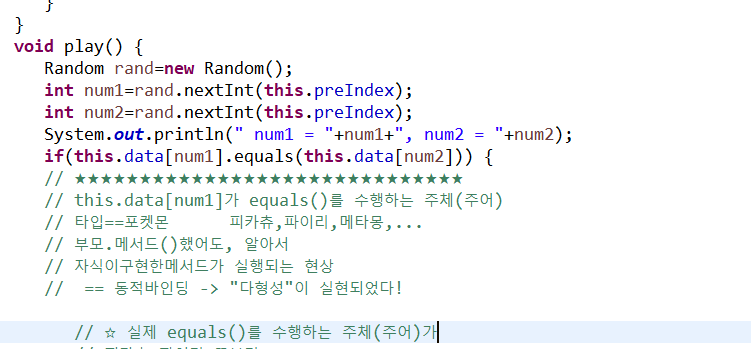 }
}
void play() {
Random rand=new Random();
int num1=rand.nextInt(this.preIndex);
int num2=rand.nextInt(this.preIndex);
System.out.println(" num1 = "+num1+", num2 = "+num2);
if(this.data[num1].equals(this.data[num2])) {
// ★★★★★★★★★★★★★★★★★★★★★★★★★★★★★★
// this.data[num1]가 equals()를 수행하는 주체(주어)
// 타입==포켓몬 피카츄,파이리,메타몽,...
// 부모.메서드()했어도, 알아서
// 자식이구현한메서드가 실행되는 현상
// == 동적바인딩 -> "다형성"이 실현되었다!
// ☆ 실제 equals()를 수행하는 주체(주어)가